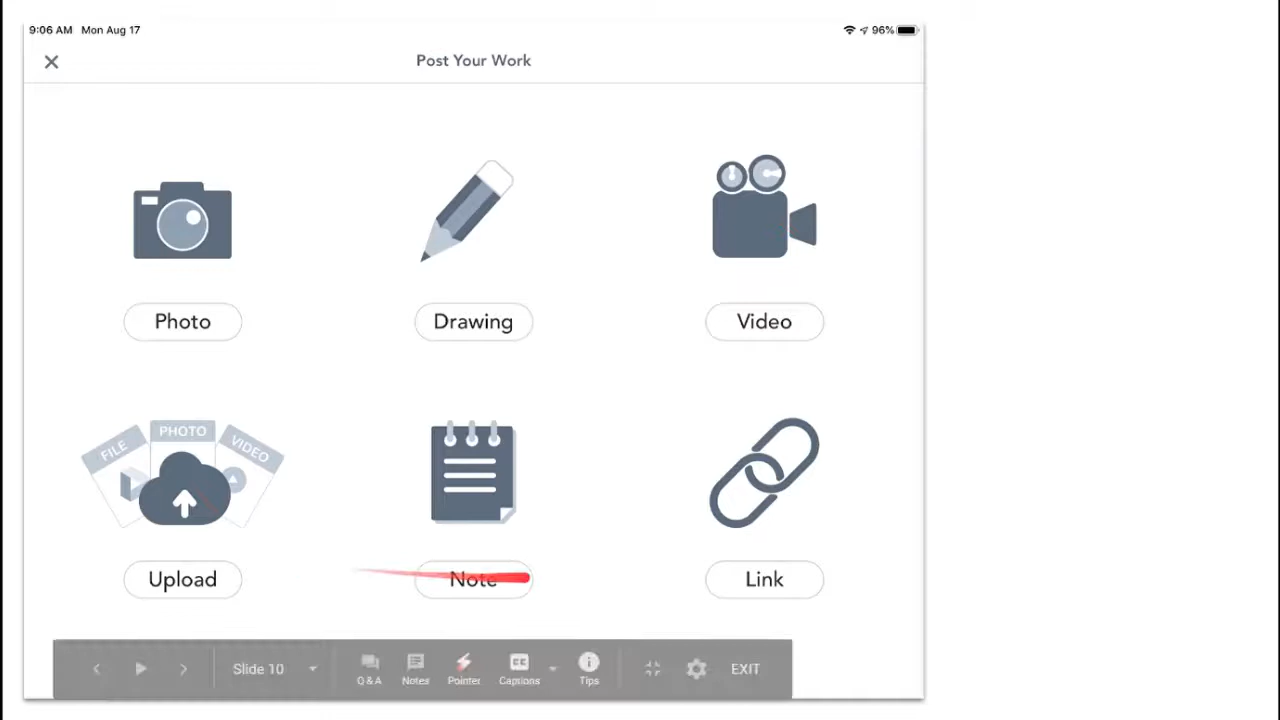 9:06 AM Mon Aug 17
96%
Post Your Work
Photo
Drawing
Video
FILE
PHOTO
VIDEO
Upload
Note
Link
Slide 10
Q & A
Notes
Pointer
CC
Captions
Tips
EXIT